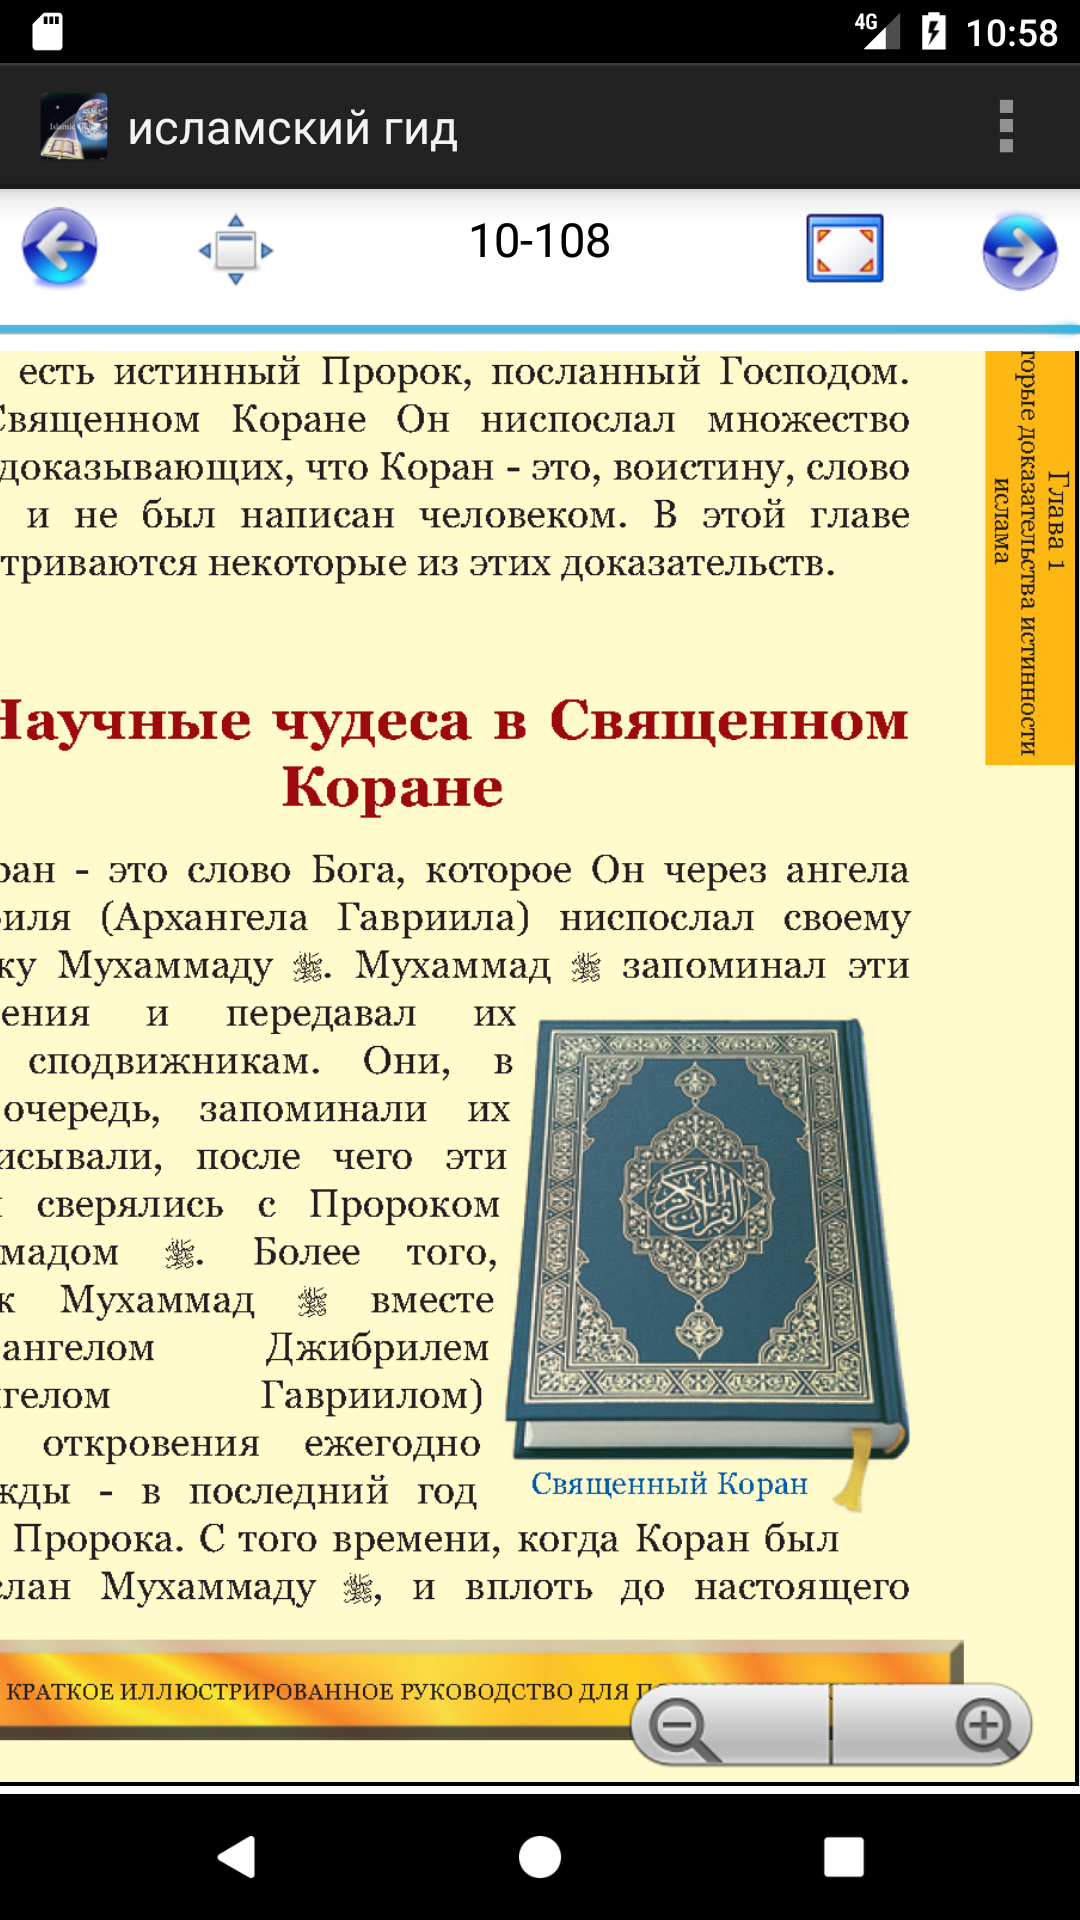 4G 10:58
исламский гид
10-108
есть истинный Пророк, посланный Господом.
Священном Коране Он ниспослал множество
доказывающих, что Коран - это, воистину, слово
и не был написан человеком. В этой главе
триваются некоторые из этих доказательств.
Глава 1
торые доказательства истинности
ислама
Научные чудеса в Священном
Коране
ран - это слово Бога, которое Он через ангела
иля (Архангела Гавриила) ниспослал своему
ку Мухаммаду ﷺ. Мухаммад ﷺ запоминал эти
ения и передавал их
сподвижникам. Они, в
очередь, запоминали их
исывали, после чего эти
сверялись с Пророком
мадом ﷺ. Более того,
к Мухаммад ﷺ вместе
ангелом Джибрилем
гелом Гавриилом)
откровения ежегодно
жды - в последний год
Священный Коран
Пророка. С того времени, когда Коран был
слан Мухаммаду ﷺ, и вплоть до настоящего
КРАТКОЕ ИЛЛЮСТРИРОВАННОЕ РУКОВОДСТВО ДЛЯ